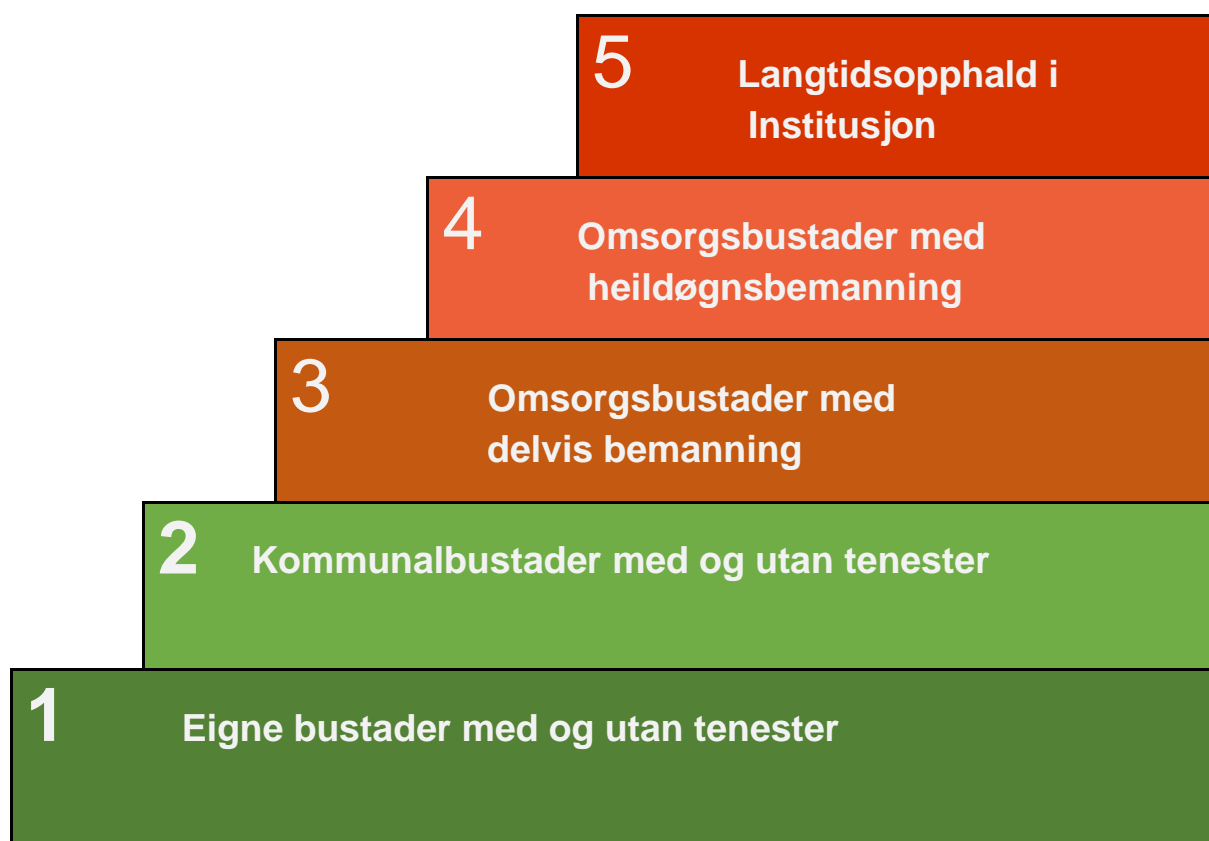 5 Langtidsopphald i
Institusjon
4 Omsorgsbustader med
heildøgnsbemanning
3 Omsorgsbustader med
delvis bemanning
2 Kommunalbustader med og utan tenester
1 Eigne bustader med og utan tenester